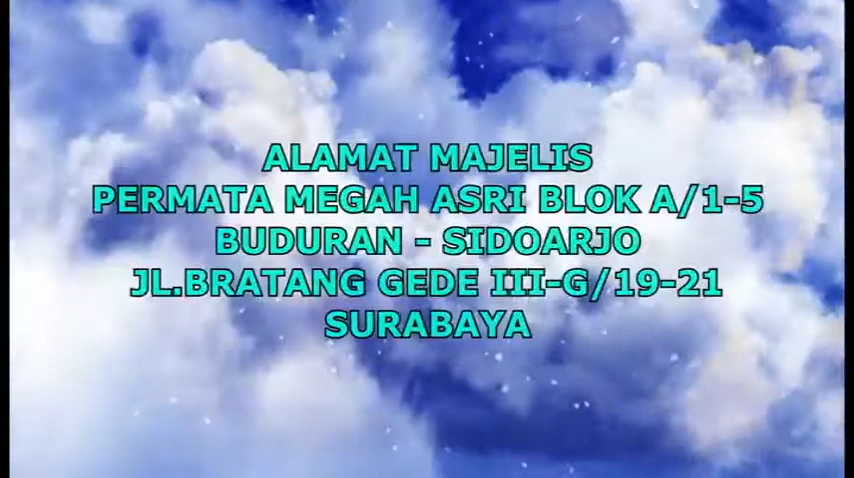 ALAMAT MAJELIS
PERMATA MEGAH ASRI BLOK A/1-5
BUDURAN - SIDOARJO
JL.BRATANG GEDE III-G/19-21
SURABAYA